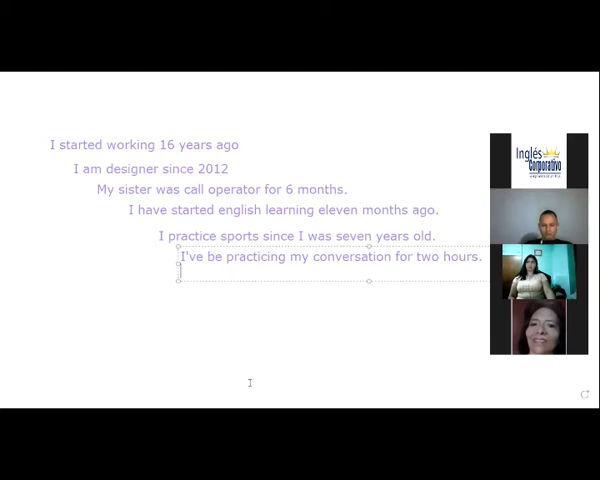 I started working 16 years ago
I am designer since 2012
My sister was call operator for 6 months.
I have started english learning eleven months ago.
I practice sports since I was seven years old.
I've be practicing my conversation for two hours.
Inglés
Corporativo